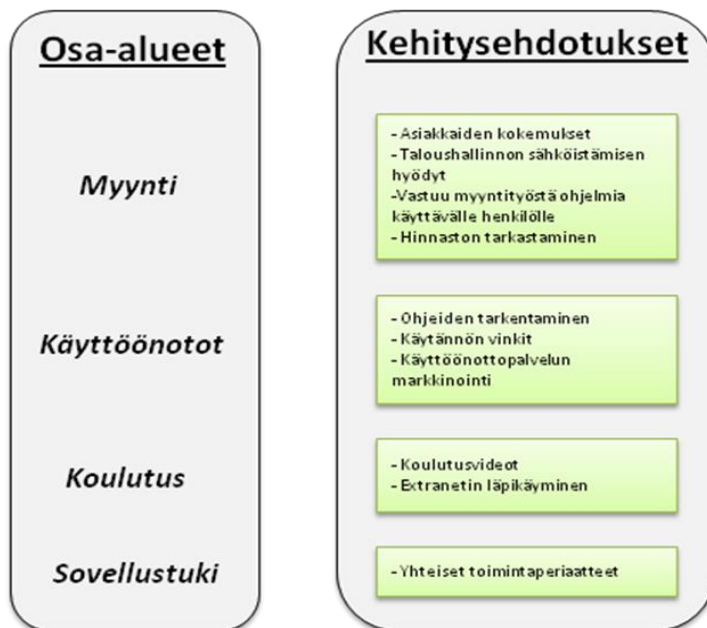 Osa-alueet
Kehitysehdotukset
Myynti
- Asiakkaiden kokemukset
- Taloushallinnon sähköistämisen
hyödyt
-Vastuu myyntityöstä ohjelmia
käyttävälle henkilölle
- Hinnaston tarkastaminen
Käyttöönotot
- Ohjeiden tarkentaminen
- Käytännön vinkit
- Käyttöönottopalvelun
markkinointi
Koulutus
- Koulutusvideot
- Extranetin läpikäyminen
Sovellustuki
- Yhteiset toimintaperiaatteet